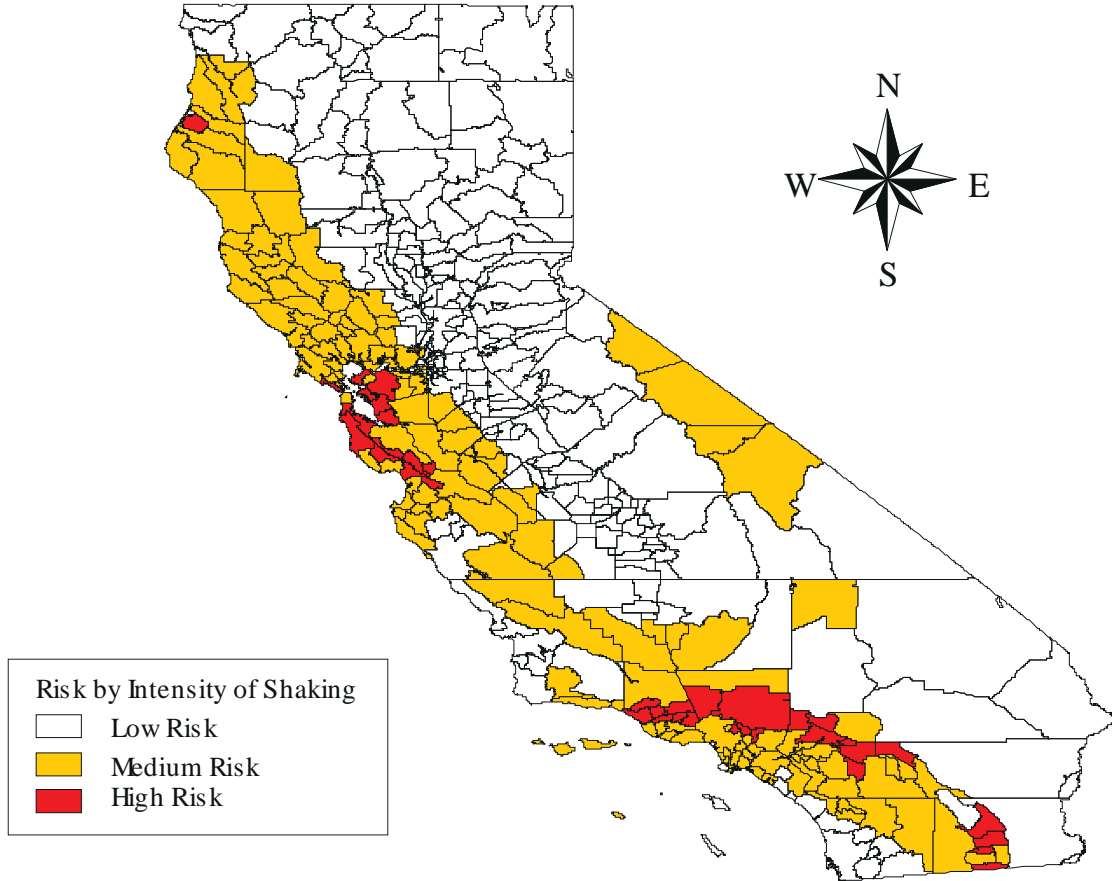 N
W E
S
Risk by Intensity of Shaking
Low Risk
Medium Risk
High Risk